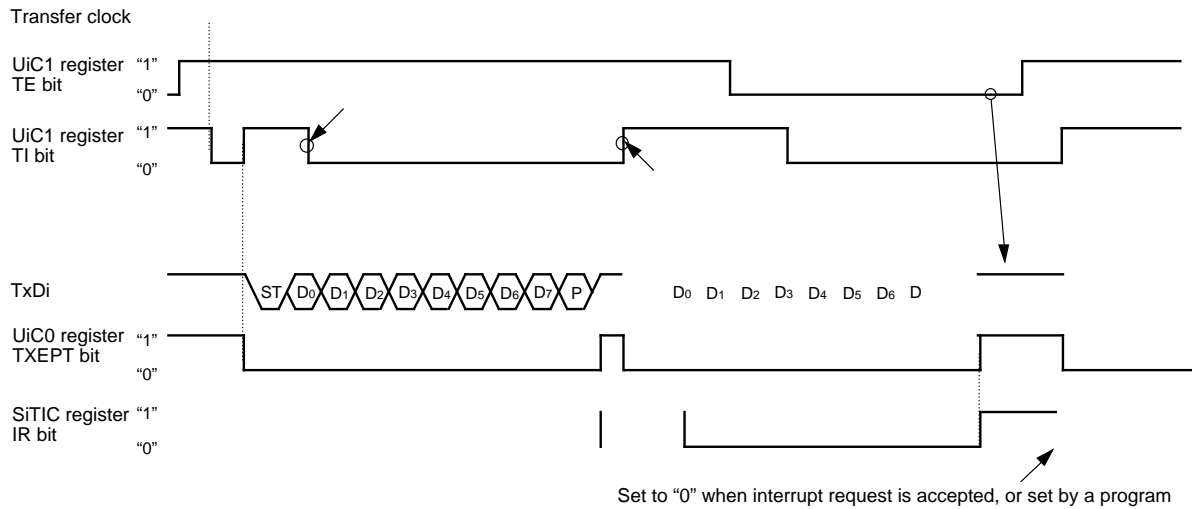 Transfer clock
UiC1 register “1”
TE bit
“0”
UiC1 register “1”
TI bit
“0”
TxDi ST D0 D1 D2 D3 D4 D5 D6 D7 P D0 D1 D2 D3 D4 D5 D6 D
UiC0 register “1”
TXEPT bit
“0”
SiTIC register “1”
IR bit
“0”
Set to “0” when interrupt request is accepted, or set by a program